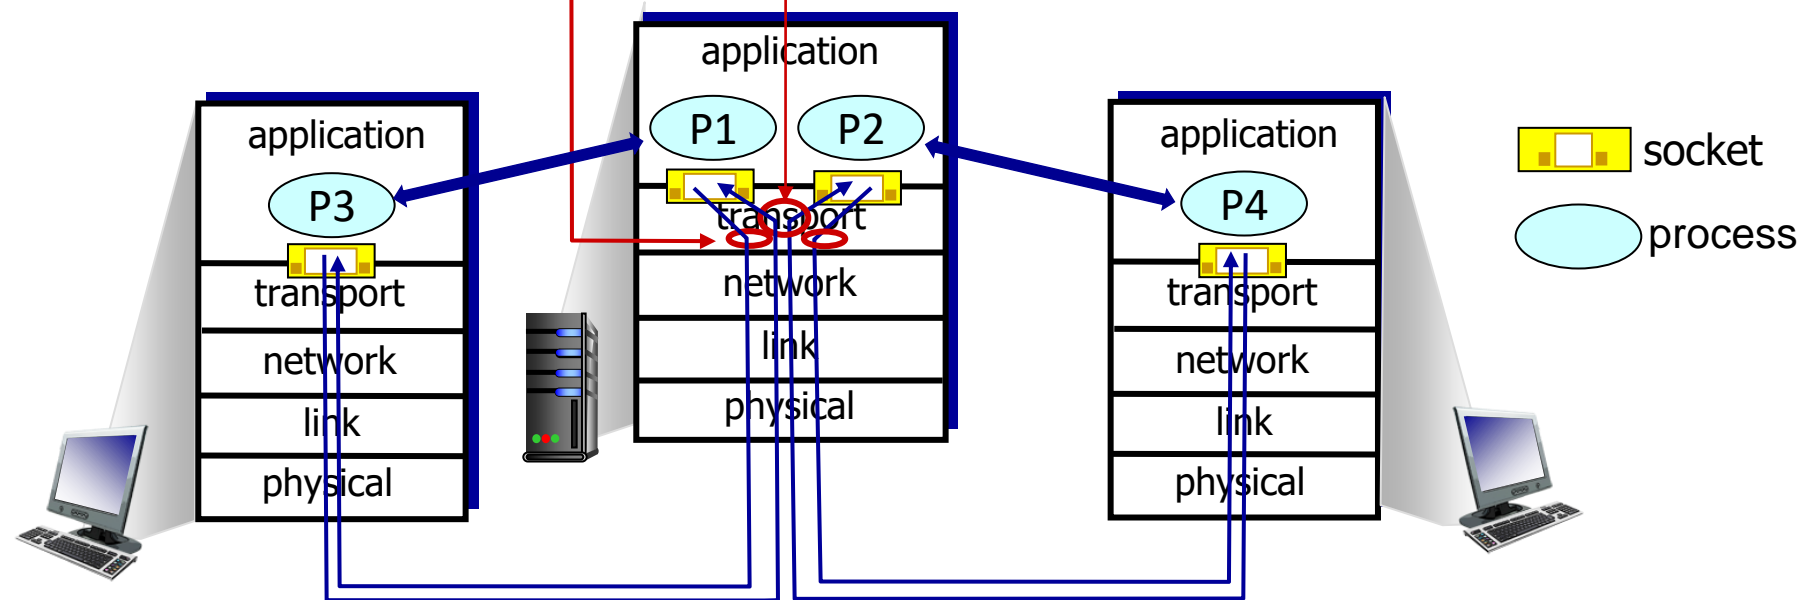 application
P3
transport
network
link
physical
application
P1
P2
transport
network
link
physical
application
P4
transport
network
link
physical
socket
process